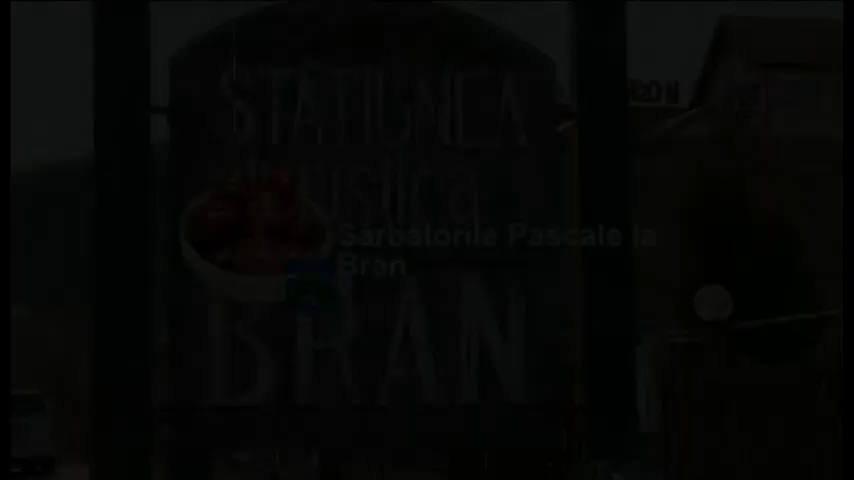 STATIUNEA
turistica
Sarbatorile Pascale la
Bran
BRAN